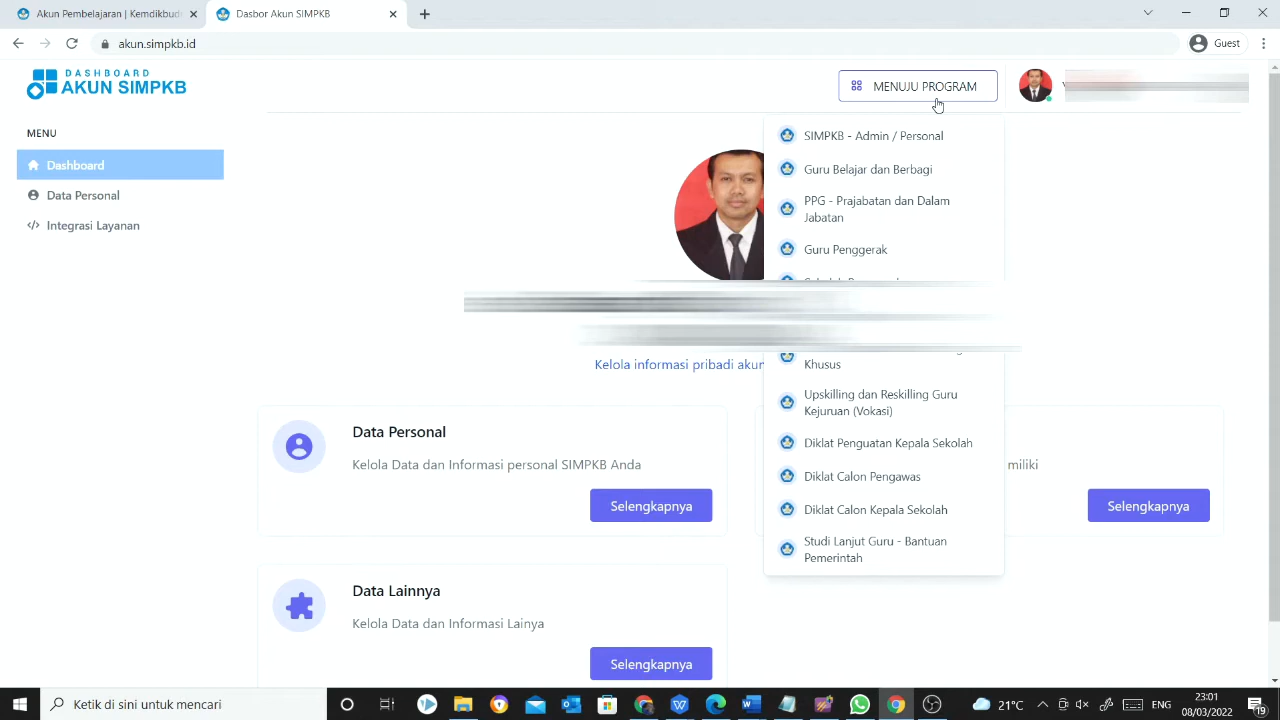 Akun Pembelajaran | Kemdikbud
Dasbor Akun SIMPKB
akun.simpkb.id
Guest
DASHBOARD
AKUN SIMPKB
MENUJU PROGRAM
MENU
Dashboard
Data Personal
Integrasi Layanan
SIMPKB - Admin / Personal
Guru Belajar dan Berbagi
PPG - Prajabatan dan Dalam
Jabatan
Guru Penggerak
Khusus
Upskilling dan Reskilling Guru
Kejuruan (Vokasi)
Diklat Penguatan Kepala Sekolah
Diklat Calon Pengawas
Diklat Calon Kepala Sekolah
Studi Lanjut Guru - Bantuan
Pemerintah
Kelola informasi pribadi akun
Data Personal
Kelola Data dan Informasi personal SIMPKB Anda
Selengkapnya
miliki
Selengkapnya
Data Lainnya
Kelola Data dan Informasi Lainya
Selengkapnya
Ketik di sini untuk mencari
21°C
ENG
23:01
08/03/2022
19